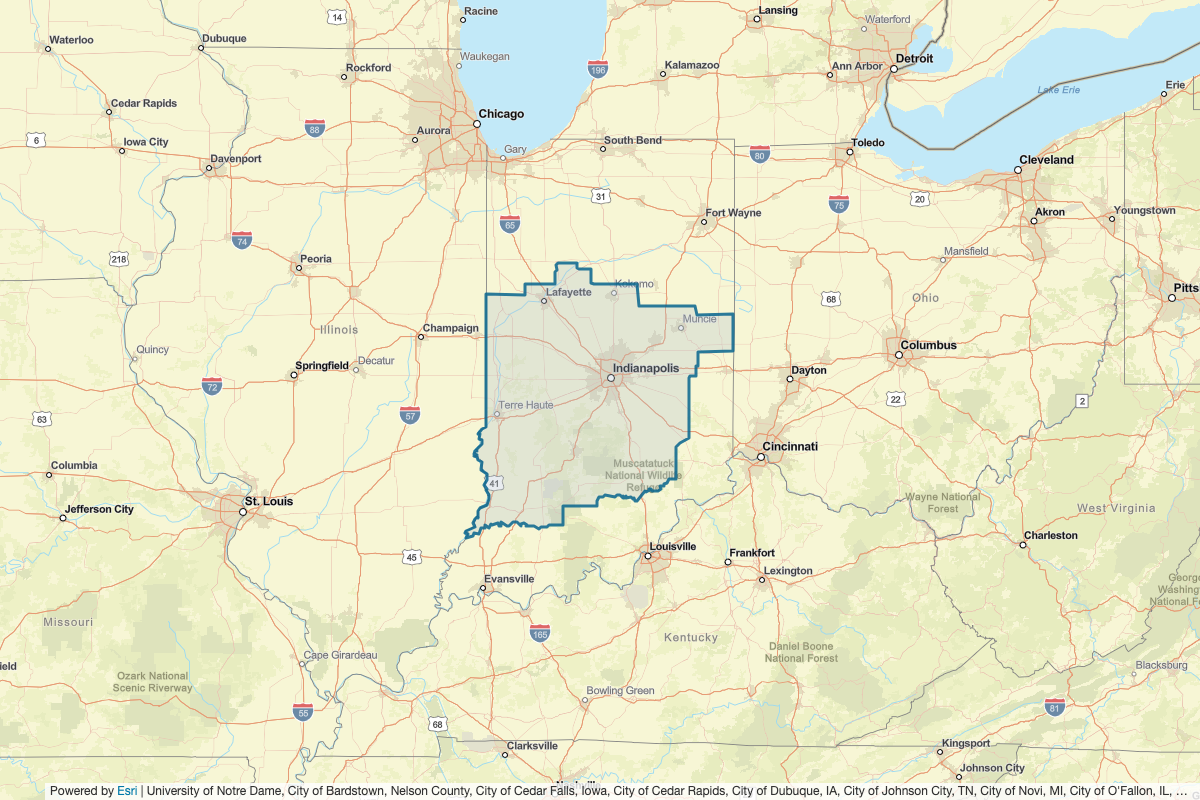 14
Racine
Lansing
Waterford
Waterloo
Dubuque
Waukegan
196
Kalamazoo
Ann Arbor
Detroit
Rockford
Lake Erie
Erie
Cedar Rapids
88
Aurora
Chicago
6
Iowa City
Davenport
Gary
South Bend
80
Toledo
Cleveland
31
75
20
Akron
Youngstown
65
Fort Wayne
74
218
Peoria
Mansfield
Lafayette
Kokomo
Pitts
68
Ohio
Muncie
Illinois
Champaign
Quincy
Springfield
Decatur
Indianapolis
Columbus
Dayton
72
57
Terre Haute
22
2
63
Cincinnati
Columbia
Muscatatuck
National Wildlife
Refuge
41
Jefferson City
St. Louis
Wayne National
Forest
West Virginia
45
Louisville
Frankfort
Lexington
Charleston
Evansville
George
Washing
National Fo
Missouri
165
Kentucky
Daniel Boone
National Forest
Cape Girardeau
ield
Ozark National
Scenic Riverway
Blacksburg
Bowling Green
55
68
81
Clarksville
Kingsport
Johnson City
Powered by Esri | University of Notre Dame, City of Bardstown, Nelson County, City of Cedar Falls, Iowa, City of Cedar Rapids, City of Dubuque, IA, City of Johnson City, TN, City of Novi, MI, City of O'Fallon, IL, ...